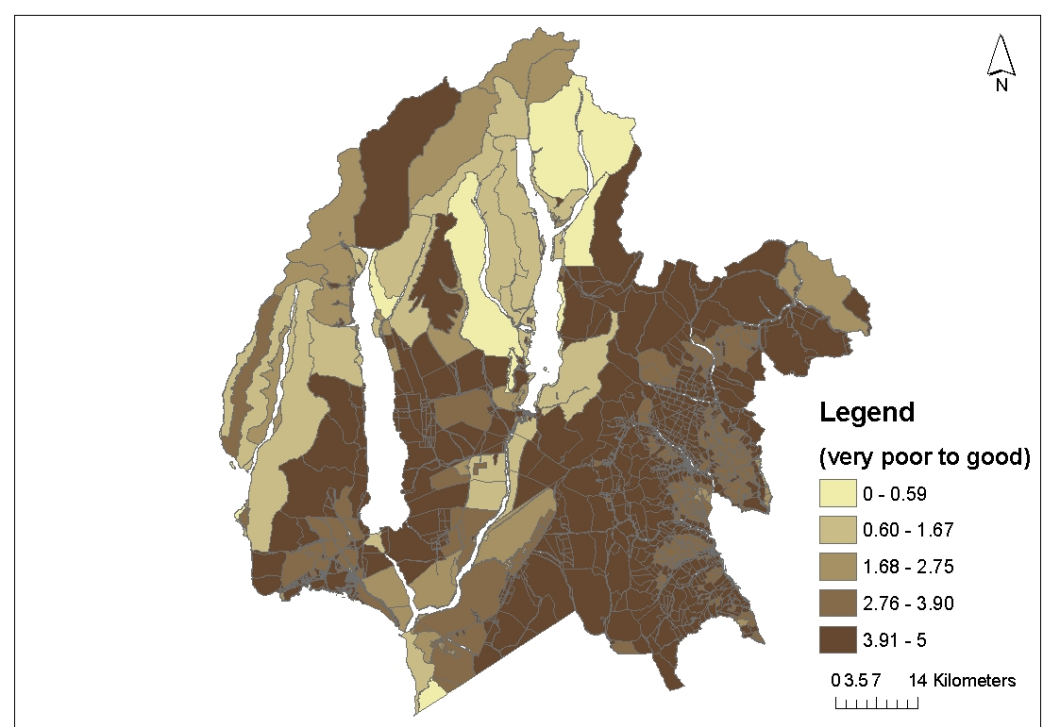 N
Legend
(very poor to good)
0 - 0.59
0.60 - 1.67
1.68 - 2.75
2.76 - 3.90
3.91 - 5
0 3.5 7 14 Kilometers